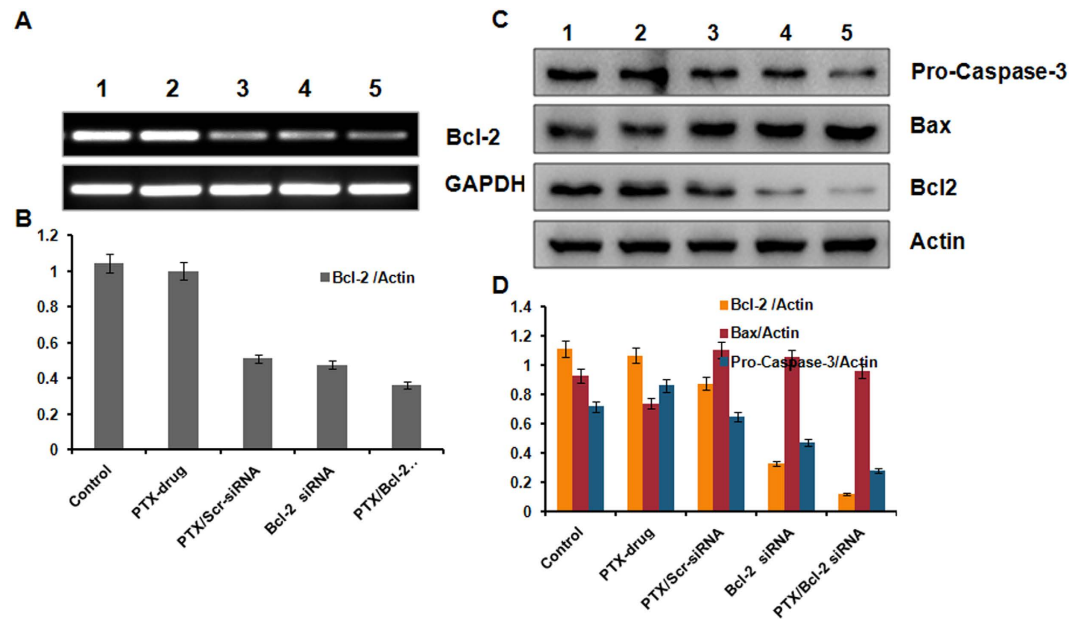 A
1 2 3 4 5
Bcl-2
GAPDH
B
1.2
1
0.8
0.6
0.4
0.2
0
Bcl-2 /Actin
Control
PTX-drug
PTX/Scr-siRNA
Bcl-2 siRNA
PTX/Bcl-2..
C
1 2 3 4 5
Pro-Caspase-3
Bax
Bcl2
Actin
D
1.4
1.2
1
0.8
0.6
0.4
0.2
0
Bcl-2 /Actin
Bax/Actin
Pro-Caspase-3/Actin
Control
PTX-drug
PTX/Scr-siRNA
Bcl-2 siRNA
PTX/Bcl-2 siRNA